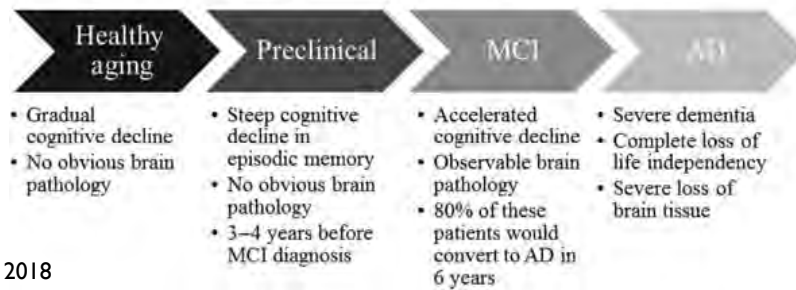 Healthy
aging
Preclinical
MCI
AD
• Gradual
cognitive decline
• No obvious brain
pathology
• Steep cognitive
decline in
episodic memory
• No obvious brain
pathology
• 3–4 years before
MCI diagnosis
• Accelerated
cognitive decline
• Observable brain
pathology
• 80% of these
patients would
convert to AD in
6 years
• Severe dementia
• Complete loss of
life independency
• Severe loss of
brain tissue
2018